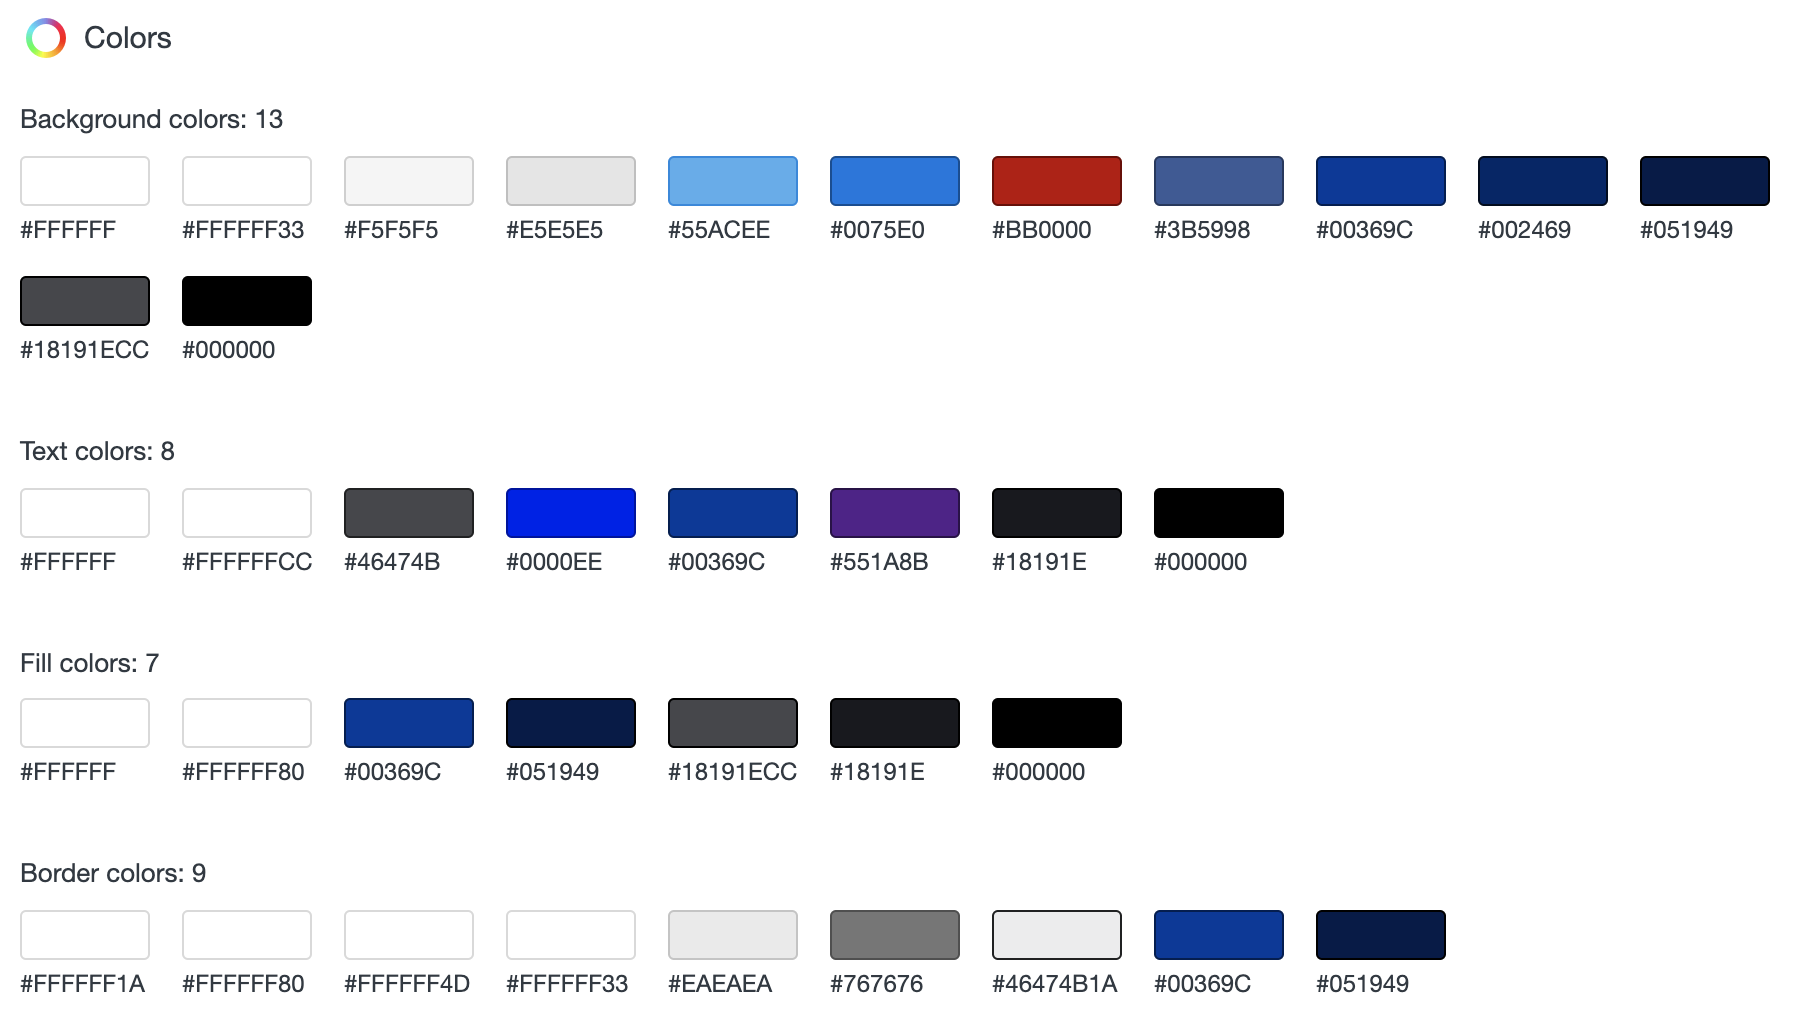 Colors
Background colors: 13
#FFFFFF #FFFFFF33 #F5F5F5 #E5E5E5 #55ACEE #0075E0 #BB0000 #3B5998 #00369C #002469 #051949
#18191ECC #000000
Text colors: 8
#FFFFFF #FFFFFFCC #46474B #0000EE #00369C #551A8B #18191E #000000
Fill colors: 7
#FFFFFF #FFFFFF80 #00369C #051949 #18191ECC #18191E #000000
Border colors: 9
#FFFFFF1A #FFFFFF80 #FFFFFF4D #FFFFFF33 #EAEAEA #767676 #46474B1A #00369C #051949